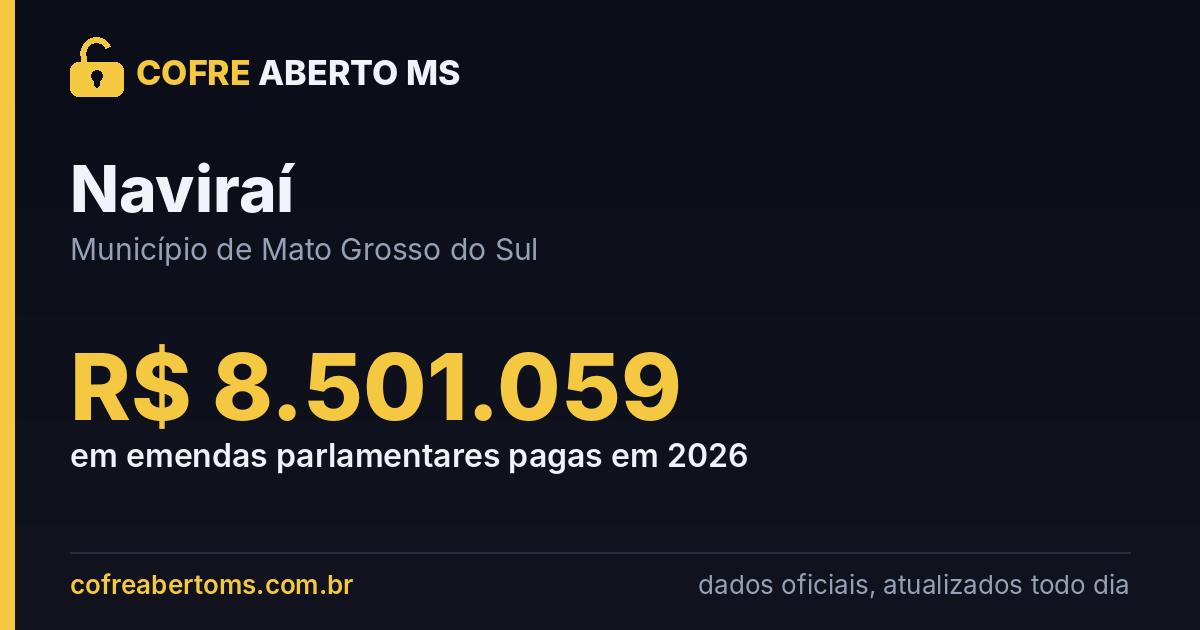 COFRE ABERTO MS
Naviraí
Município de Mato Grosso do Sul
R$ 8.501.059
em emendas parlamentares pagas em 2026
cofreabertoms.com.br
dados oficiais, atualizados todo dia